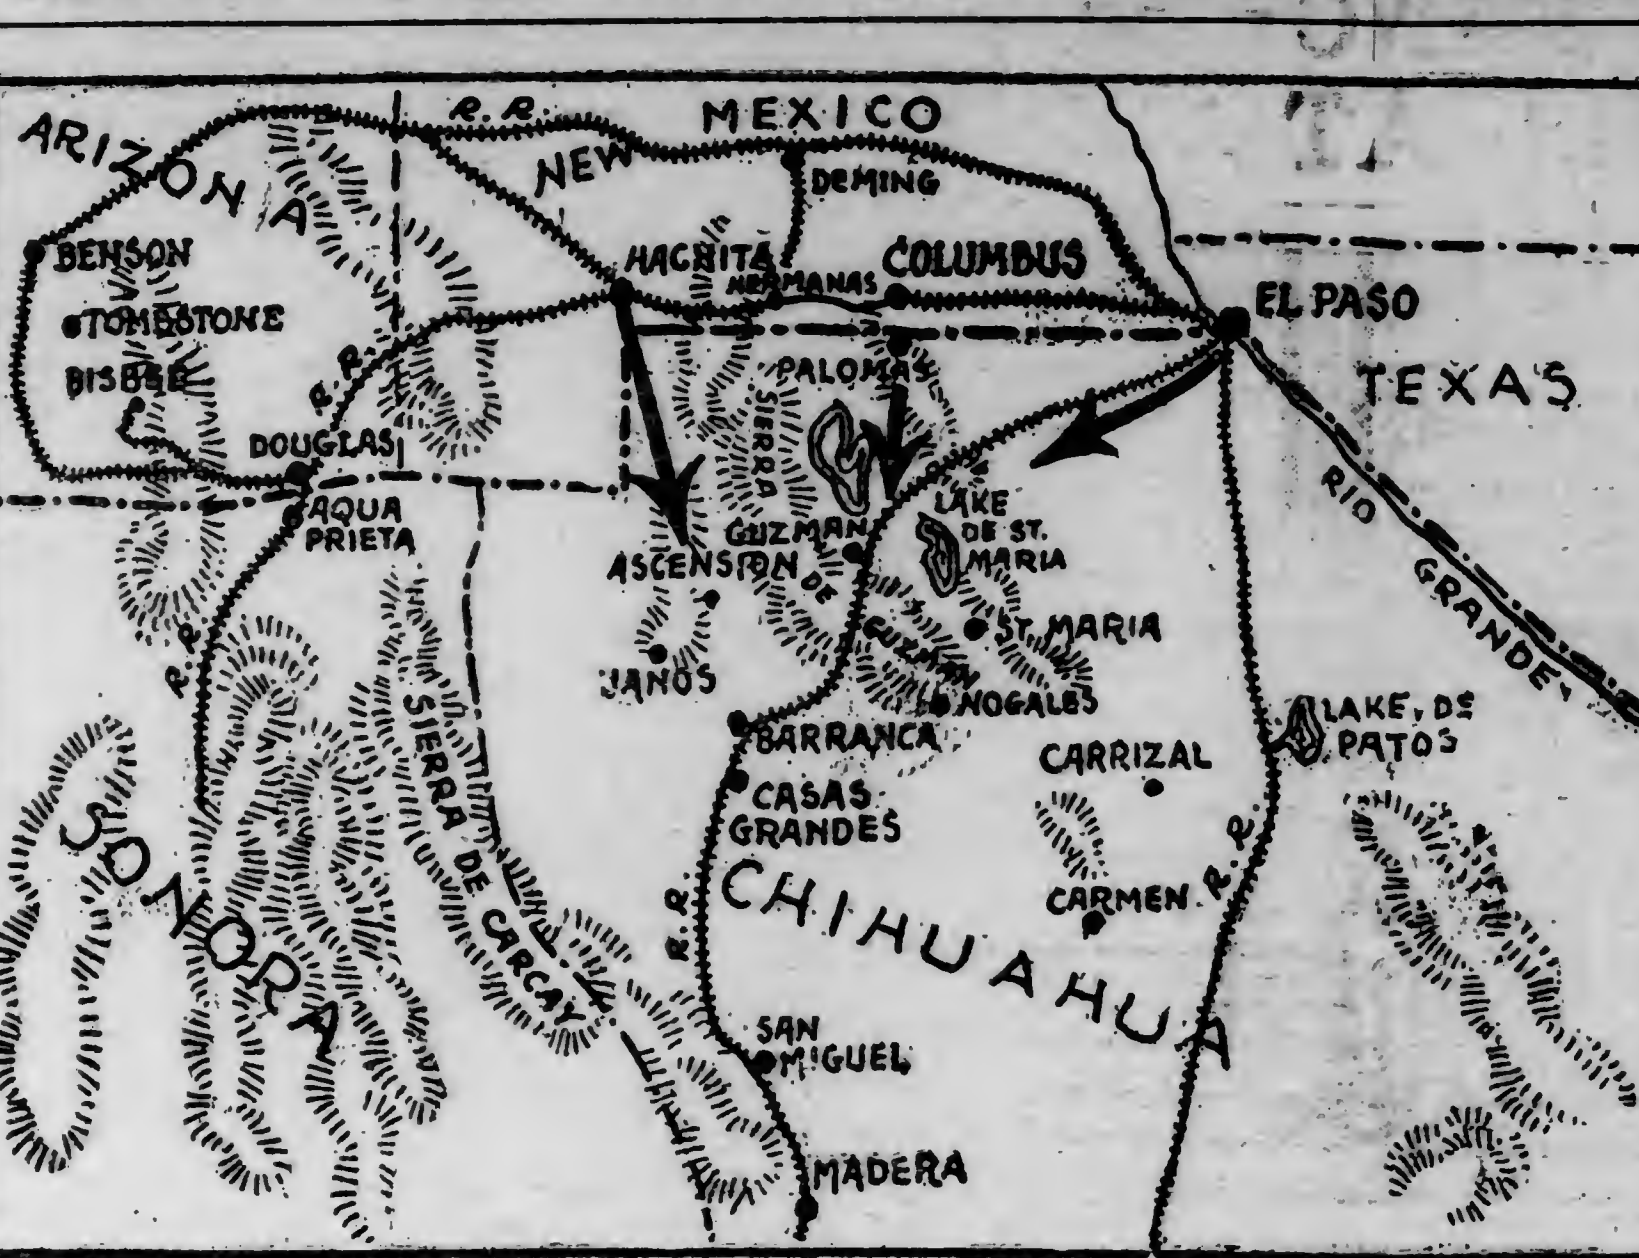 ARIZONA
R. R.
NEW
MEXICO
DEMING
BENSON
TOMBSTONE
BISBEE
HACHITA
HERMANAS
COLUMBUS
EL PASO
TEXAS
R. R.
PALOMAS
DOUGLAS
AQUA
PRIETA
SIERRA
DE
GUZMAN
GUZMAN
LAKE
DE ST.
MARIA
ASCENSION
ST. MARIA
JANOS
NOGALES
RIO
GRANDE
R. R.
BARRANCA
CARRIZAL
LAKE DE
PATOS
CASAS
GRANDES
SIERRA DE CARCAY
SONORA
CHIHUAHUA
CARMEN
R. R.
R. R.
SAN
MIGUEL
MADERA